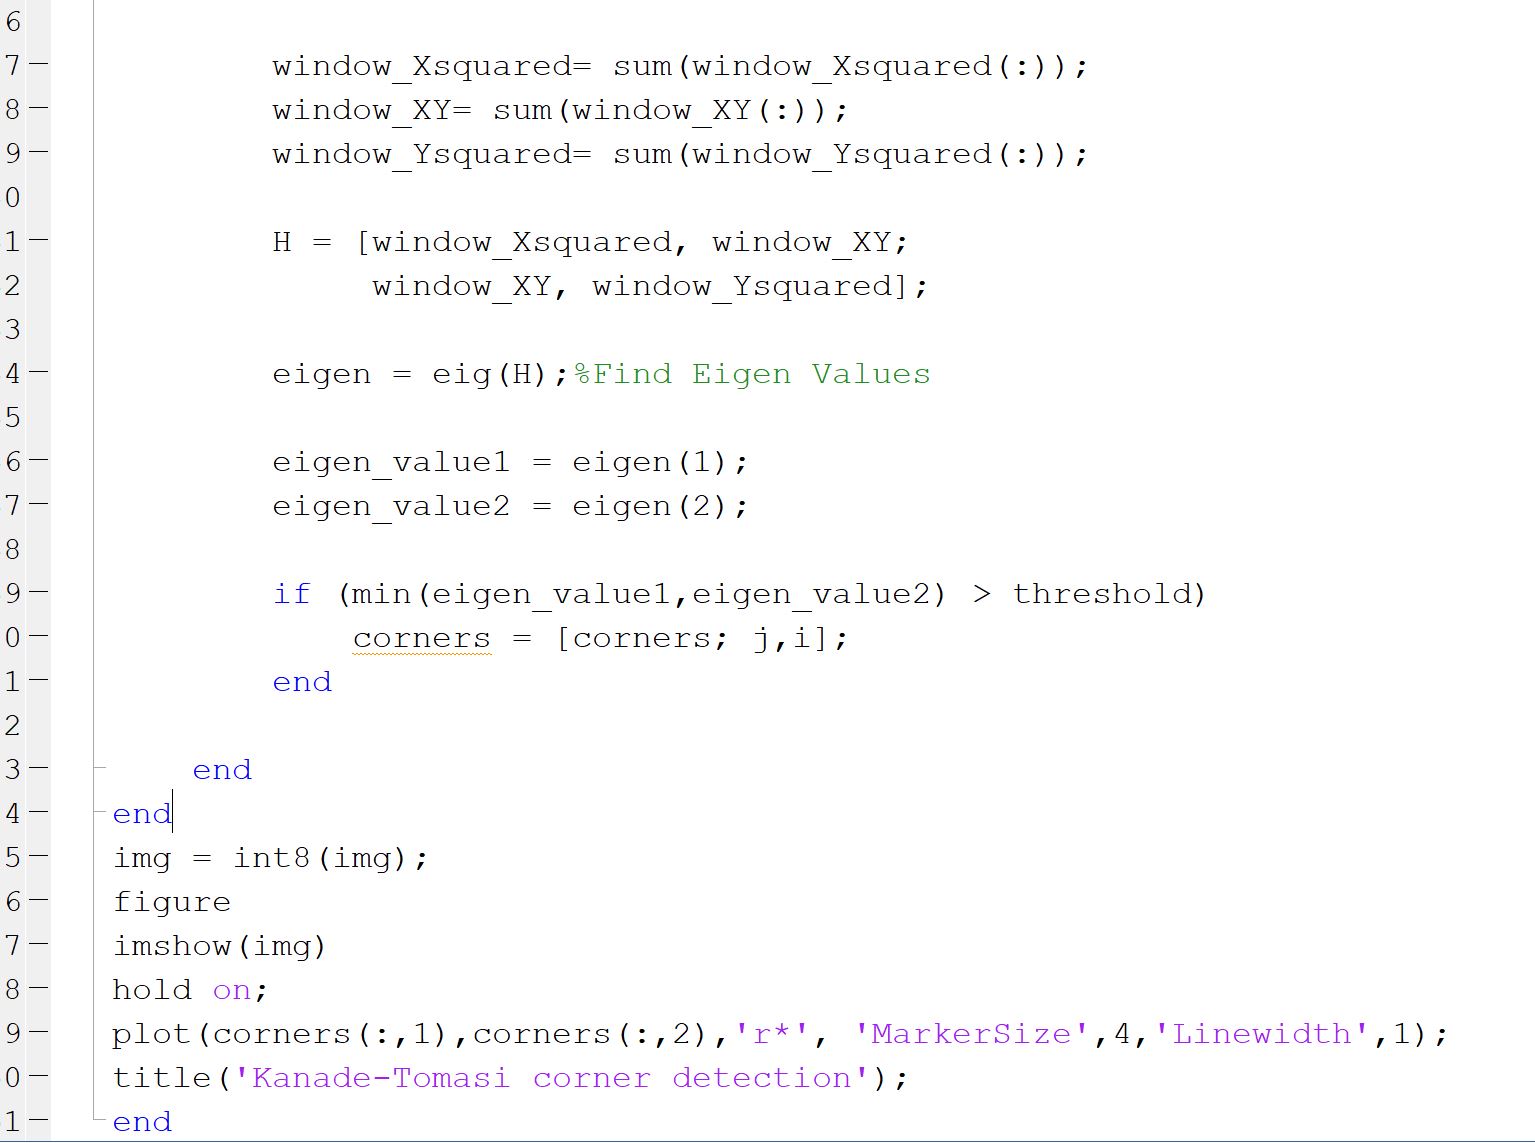 6
7 –         window_Xsquared= sum(window_Xsquared(:));
8 –         window_XY= sum(window_XY(:));
9 –         window_Ysquared= sum(window_Ysquared(:));
0
1 –         H = [window_Xsquared, window_XY;
2              window_XY, window_Ysquared];
3
4 –         eigen = eig(H);%Find Eigen Values
5
6 –         eigen_value1 = eigen(1);
7 –         eigen_value2 = eigen(2);
8
9 –         if (min(eigen_value1,eigen_value2) > threshold)
0 –             corners = [corners; j,i];
1 –         end
2
3 –     end
4 – end
5 – img = int8(img);
6 – figure
7 – imshow(img)
8 – hold on;
9 – plot(corners(:,1),corners(:,2),'r*', 'MarkerSize',4,'Linewidth',1);
0 – title('Kanade-Tomasi corner detection');
1 – end